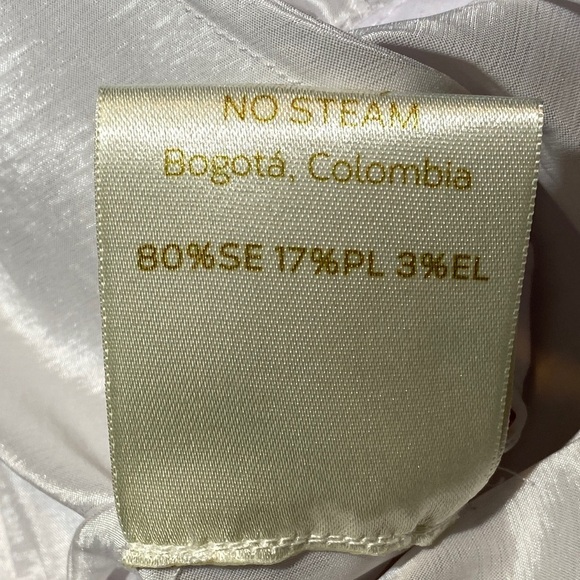 NO STEAM
Bogotá, Colombia
80%SE 17%PL 3%EL